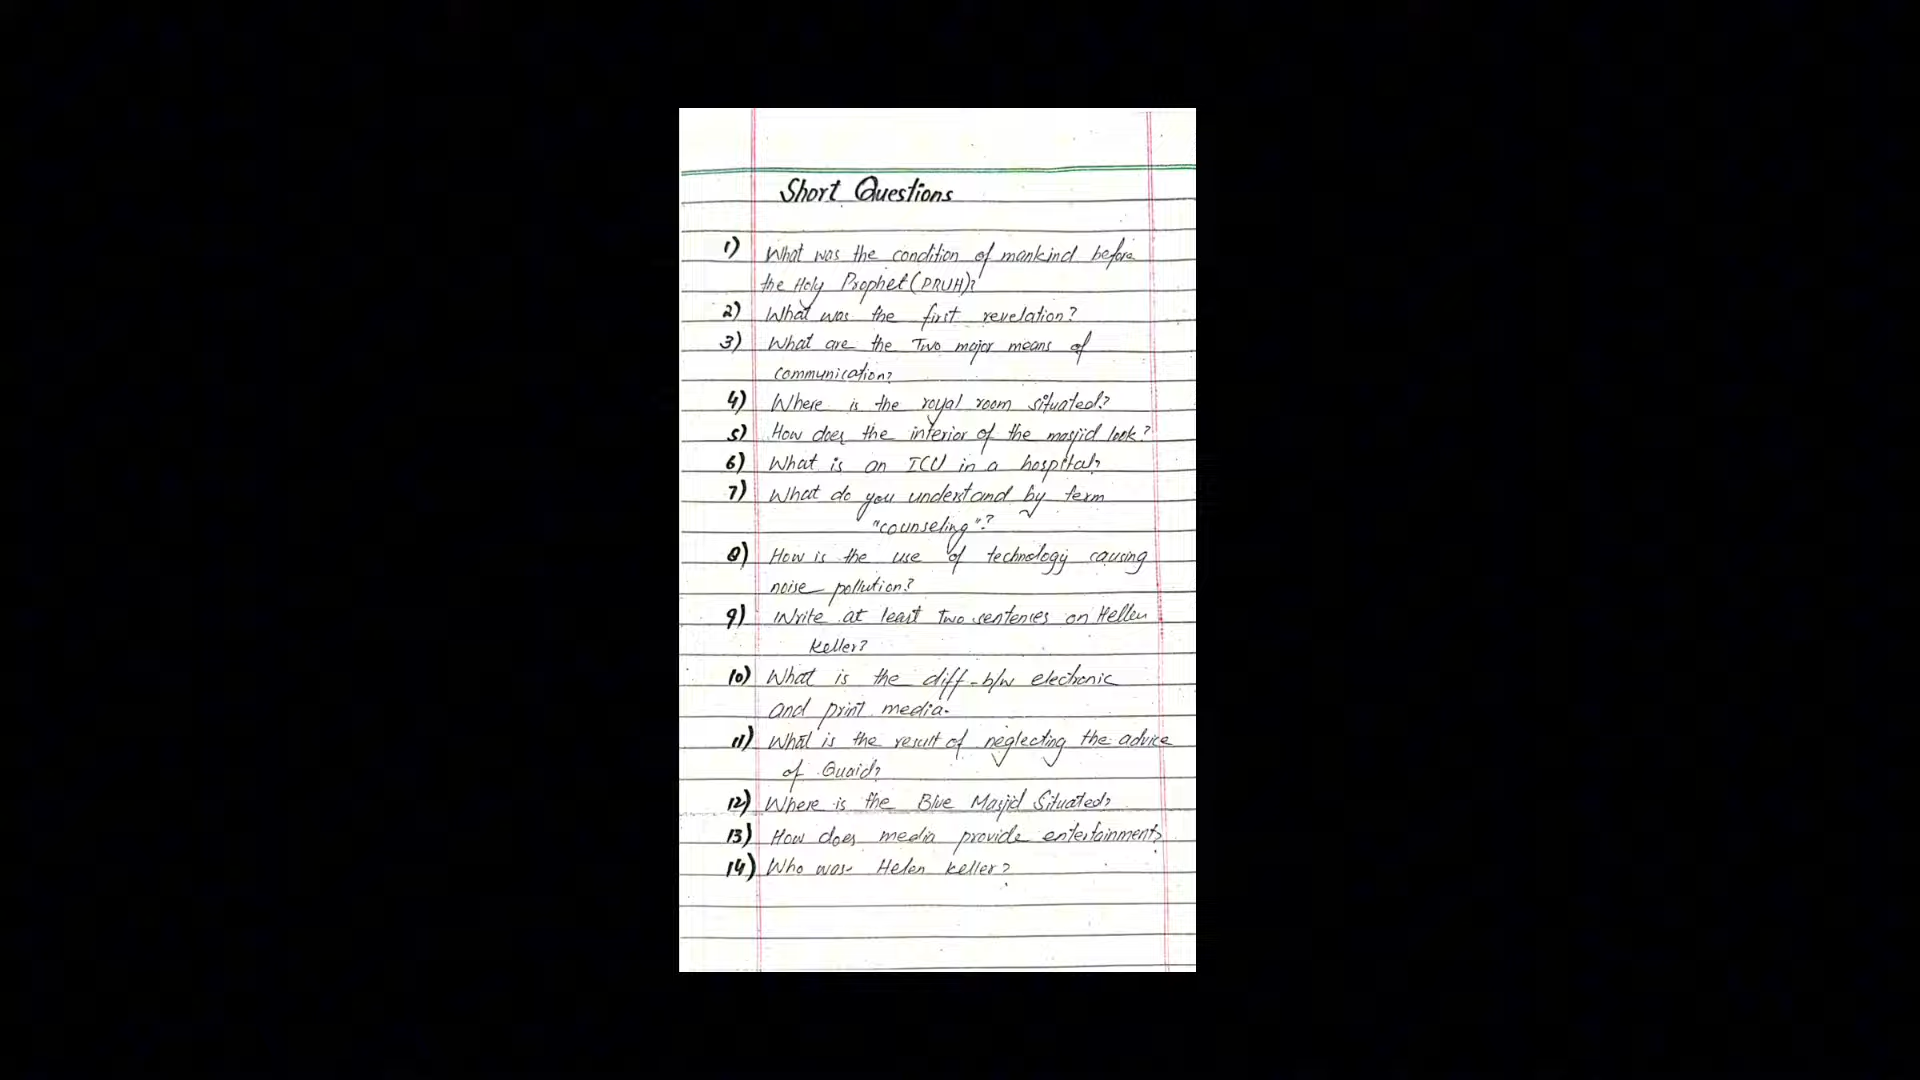 Short Questions
1) What was the condition of mankind before
the Holy Prophet (PBUH)?
2) What was the first revelation?
3) What are the Two major means of
communication?
4) Where is the royal room situated?
5) How does the interior of the masjid look?
6) What is an ICU in a hospital?
7) What do you understand by term
"counseling"?
8) How is the use of technology causing
noise pollution?
9) Write at least Two sentences on Hellen
Keller?
10) What is the diff-b/w electronic
and print media.
11) What is the result of neglecting the advice
of Quaid?
12) Where is the Blue Masjid Situated?
13) How does media provide entertainment?
14) Who was Helen Keller?